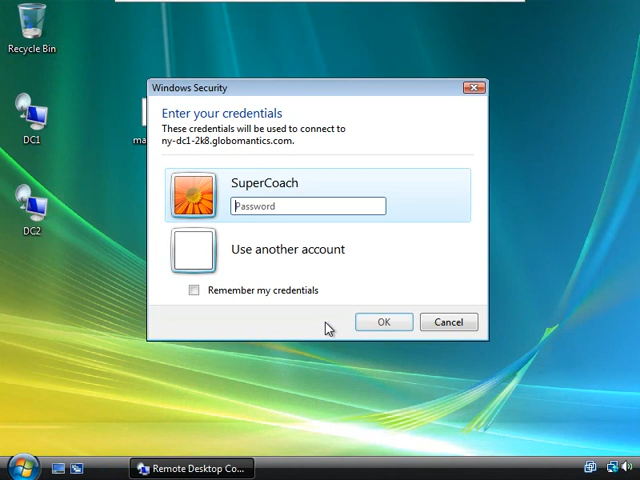 Recycle Bin
DC1
ma
DC2
Windows Security
Enter your credentials
These credentials will be used to connect to
ny-dc1-2k8.globomantics.com.
SuperCoach
Password
Use another account
Remember my credentials
OK
Cancel
Remote Desktop Co...